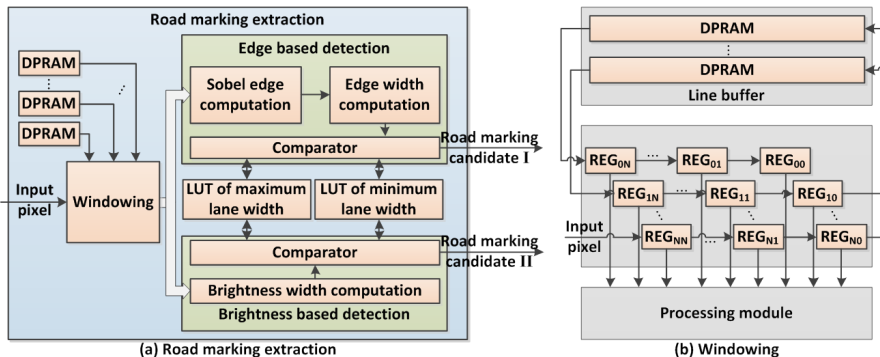 Road marking extraction
DPRAM
DPRAM
DPRAM
Input
pixel
Windowing
Edge based detection
Sobel edge
computation
Edge width
computation
Comparator
Road marking
candidate I
LUT of maximum
lane width
LUT of minimum
lane width
Comparator
Road marking
candidate II
Brightness width computation
Brightness based detection
(a) Road marking extraction
DPRAM
DPRAM
Line buffer
REG0N
...
REG01
REG00
REG1N
...
REG11
REG10
Input
pixel
REGNN
...
REGN1
REGN0
Processing module
(b) Windowing